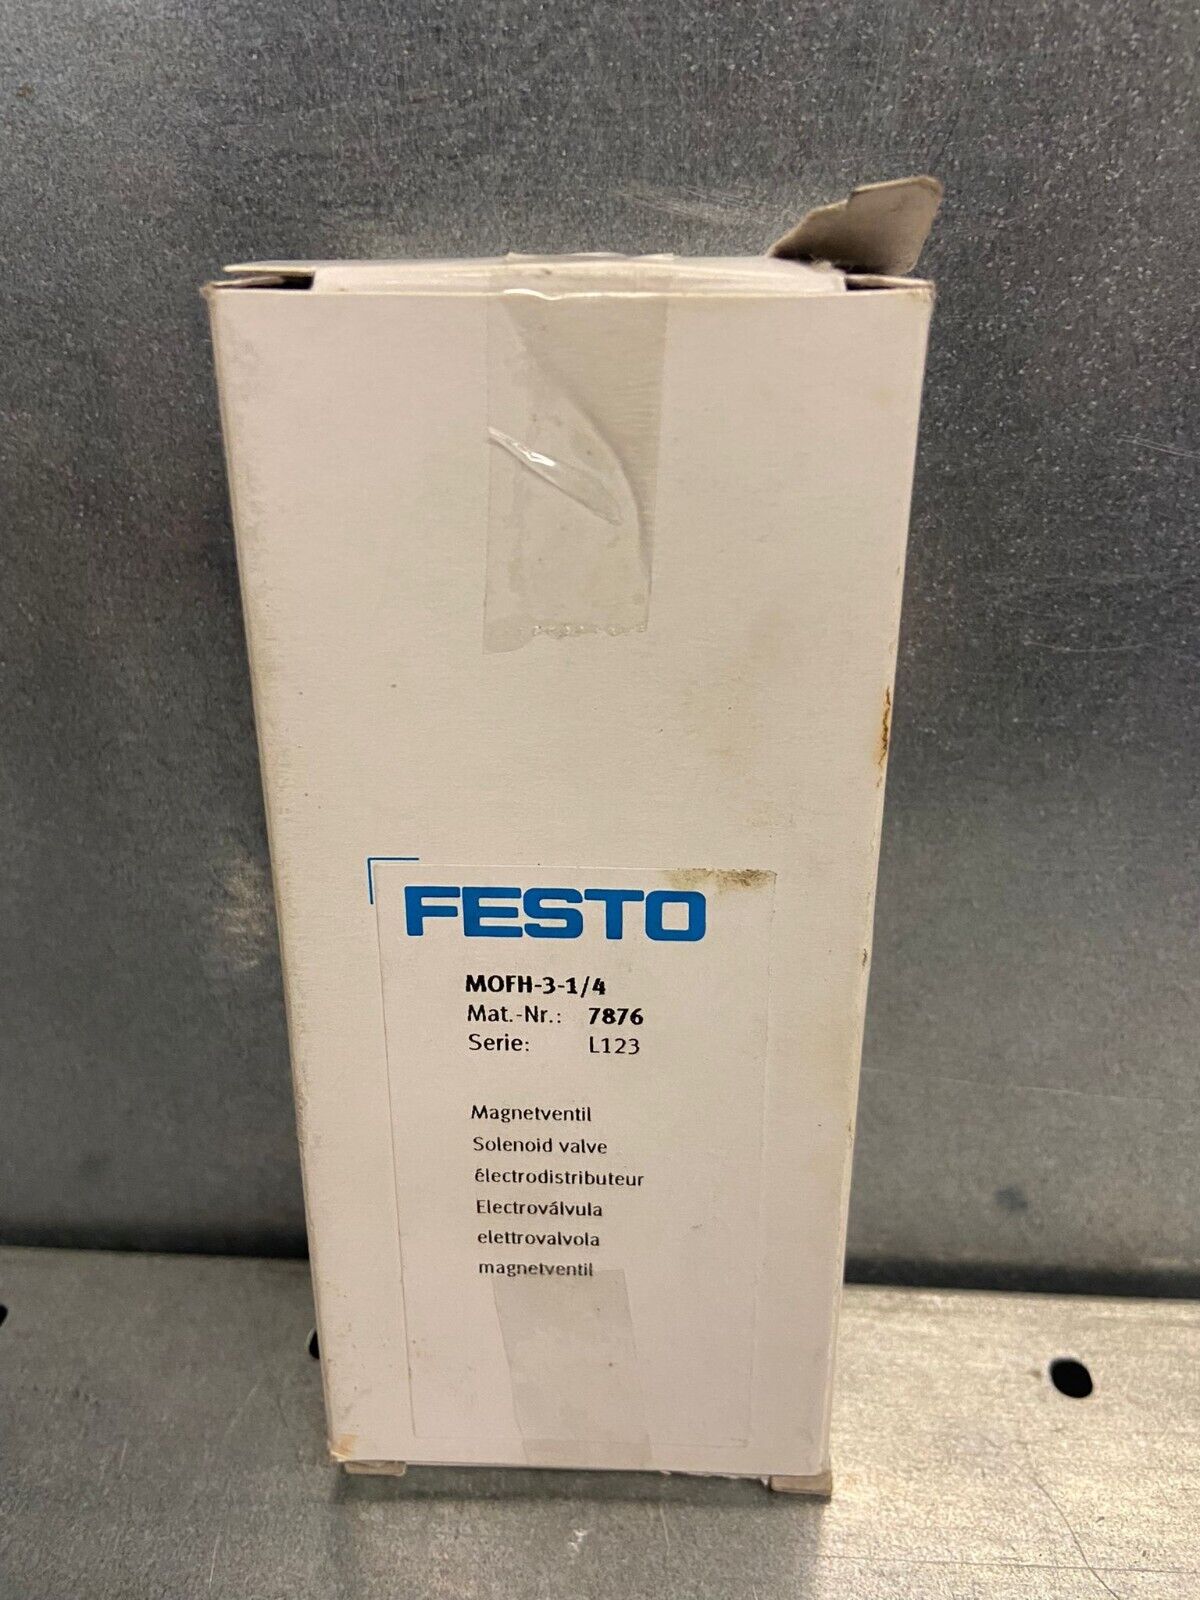 FESTO
MOFH-3-1/4
Mat.-Nr.: 7876
Serie: L123
Magnetventil
Solenoid valve
électrodistributeur
Electroválvula
elettrovalvola
magnetventil